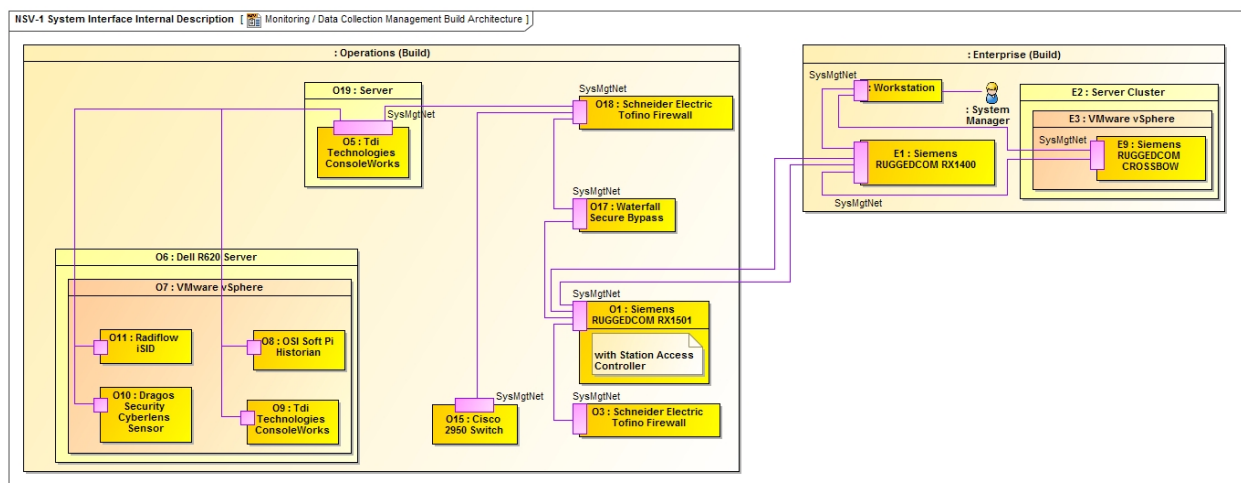 NSV-1 System Interface Internal Description [ Monitoring / Data Collection Management Build Architecture ]
: Operations (Build)
O19 : Server
SysMgtNet
O5 : Tdi
Technologies
ConsoleWorks
SysMgtNet
O18 : Schneider Electric
Tofino Firewall
SysMgtNet
O17 : Waterfall
Secure Bypass
O6 : Dell R620 Server
O7 : VMware vSphere
O11 : Radiflow
iSID
O8 : OSI Soft Pi
Historian
O10 : Dragos
Security
Cyberlens
Sensor
O9 : Tdi
Technologies
ConsoleWorks
SysMgtNet
O1 : Siemens
RUGGEDCOM RX1501
with Station Access
Controller
SysMgtNet
O15 : Cisco
2950 Switch
SysMgtNet
O3 : Schneider Electric
Tofino Firewall
: Enterprise (Build)
SysMgtNet
: Workstation
: System
Manager
E2 : Server Cluster
E3 : VMware vSphere
SysMgtNet
E9 : Siemens
RUGGEDCOM
CROSSBOW
E1 : Siemens
RUGGEDCOM RX1400
SysMgtNet